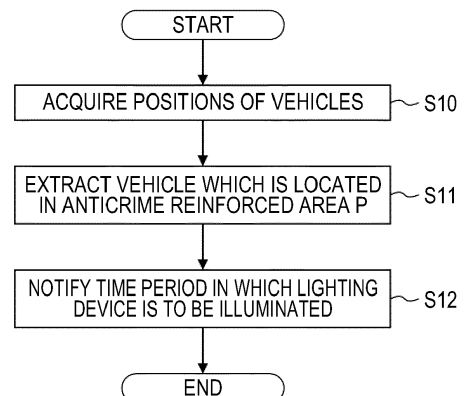 START
ACQUIRE POSITIONS OF VEHICLES
S10
EXTRACT VEHICLE WHICH IS LOCATED
IN ANTICRIME REINFORCED AREA P
S11
NOTIFY TIME PERIOD IN WHICH LIGHTING
DEVICE IS TO BE ILLUMINATED
S12
END